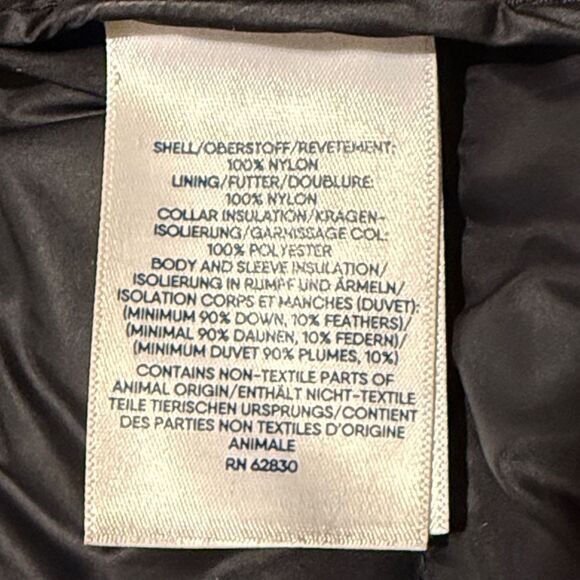 SHELL/OBERSTOFF/REVETEMENT:
100% NYLON
LINING/FUTTER/DOUBLURE:
100% NYLON
COLLAR INSULATION/KRAGEN-
ISOLIERUNG/GARNISSAGE COL:
100% POLYESTER
BODY AND SLEEVE INSULATION/
ISOLIERUNG IN RUMPF UND ÄRMELN/
ISOLATION CORPS ET MANCHES (DUVET):
(MINIMUM 90% DOWN, 10% FEATHERS)/
(MINIMAL 90% DAUNEN, 10% FEDERN)/
(MINIMUM DUVET 90% PLUMES, 10%)
CONTAINS NON-TEXTILE PARTS OF
ANIMAL ORIGIN/ENTHÄLT NICHT-TEXTILE
TEILE TIERISCHEN URSPRUNGS/CONTIENT
DES PARTIES NON TEXTILES D'ORIGINE
ANIMALE
RN 62830